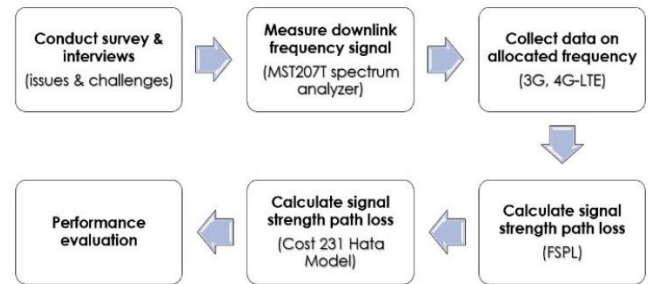 Conduct survey &
interviews
(issues & challenges)
Measure downlink
frequency signal
(MST207T spectrum
analyzer)
Collect data on
allocated frequency
(3G, 4G-LTE)
Calculate signal
strength path loss
(FSPL)
Calculate signal
strength path loss
(Cost 231 Hata
Model)
Performance
evaluation